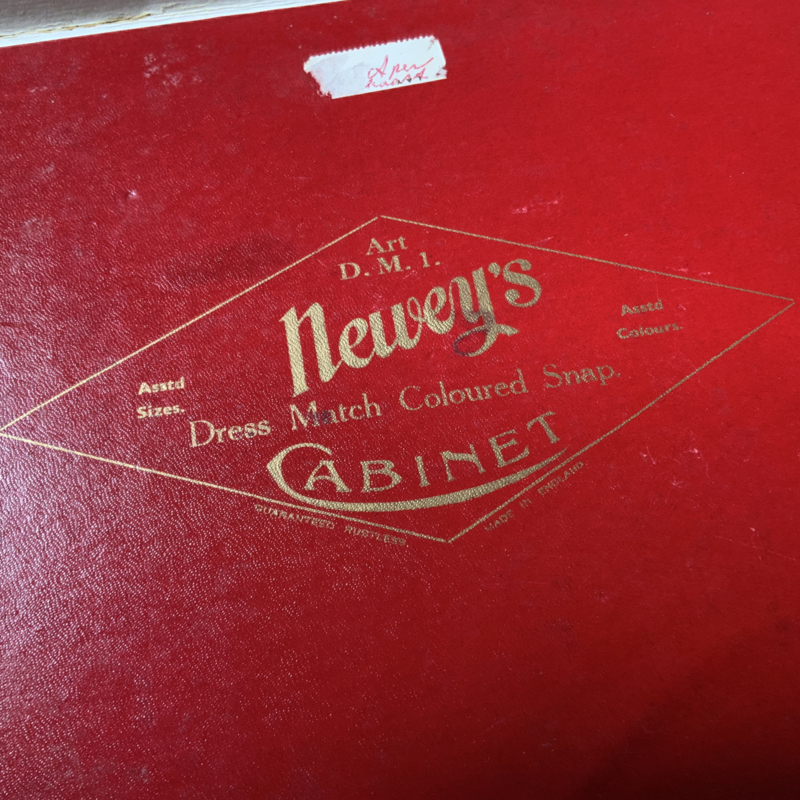 Art
D. M. 1.
Newey's
Asstd
Sizes.
Asstd
Colours.
Dress Match Coloured Snap.
CABINET
GUARANTEED RUSTLESS
MADE IN ENGLAND